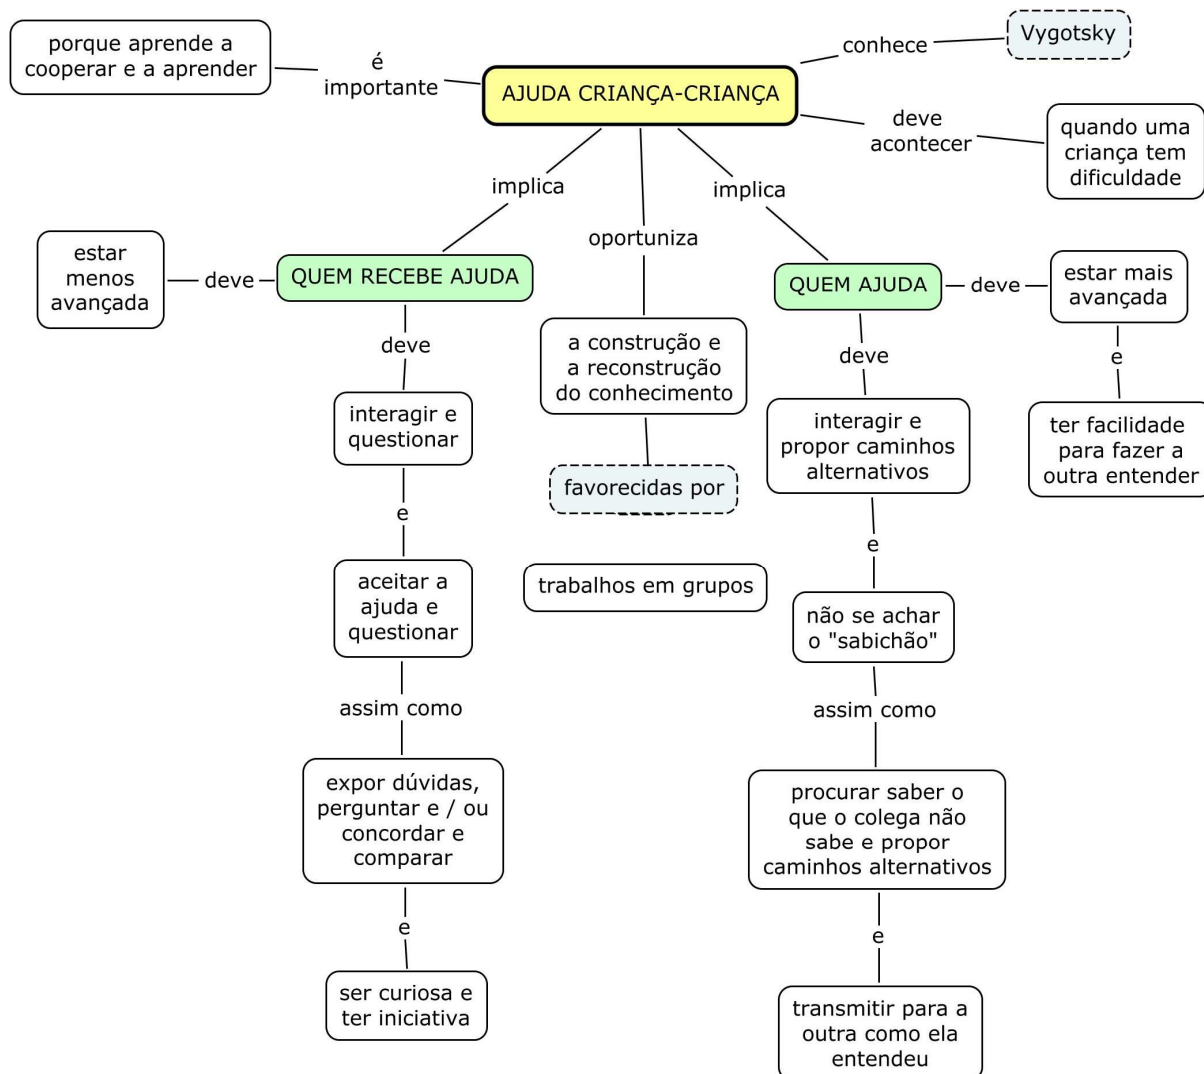 porque aprende a
cooperar e a aprender
é
importante
AJUDA CRIANÇA-CRIANÇA
conhece
Vygotsky
deve
acontecer
quando uma
criança tem
dificuldade
implica
oportuniza
implica
estar
menos
avançada
deve
QUEM RECEBE AJUDA
QUEM AJUDA
deve
estar mais
avançada
deve
interagir e
questionar
e
aceitar a
ajuda e
questionar
assim como
expor dúvidas,
perguntar e / ou
concordar e
comparar
e
ser curiosa e
ter iniciativa
a construção e
a reconstrução
do conhecimento
favorecidas por
trabalhos em grupos
deve
interagir e
propor caminhos
alternativos
e
não se achar
o "sabichão"
assim como
procurar saber o
que o colega não
sabe e propor
caminhos alternativos
e
transmitir para a
outra como ela
entendeu
e
ter facilidade
para fazer a
outra entender